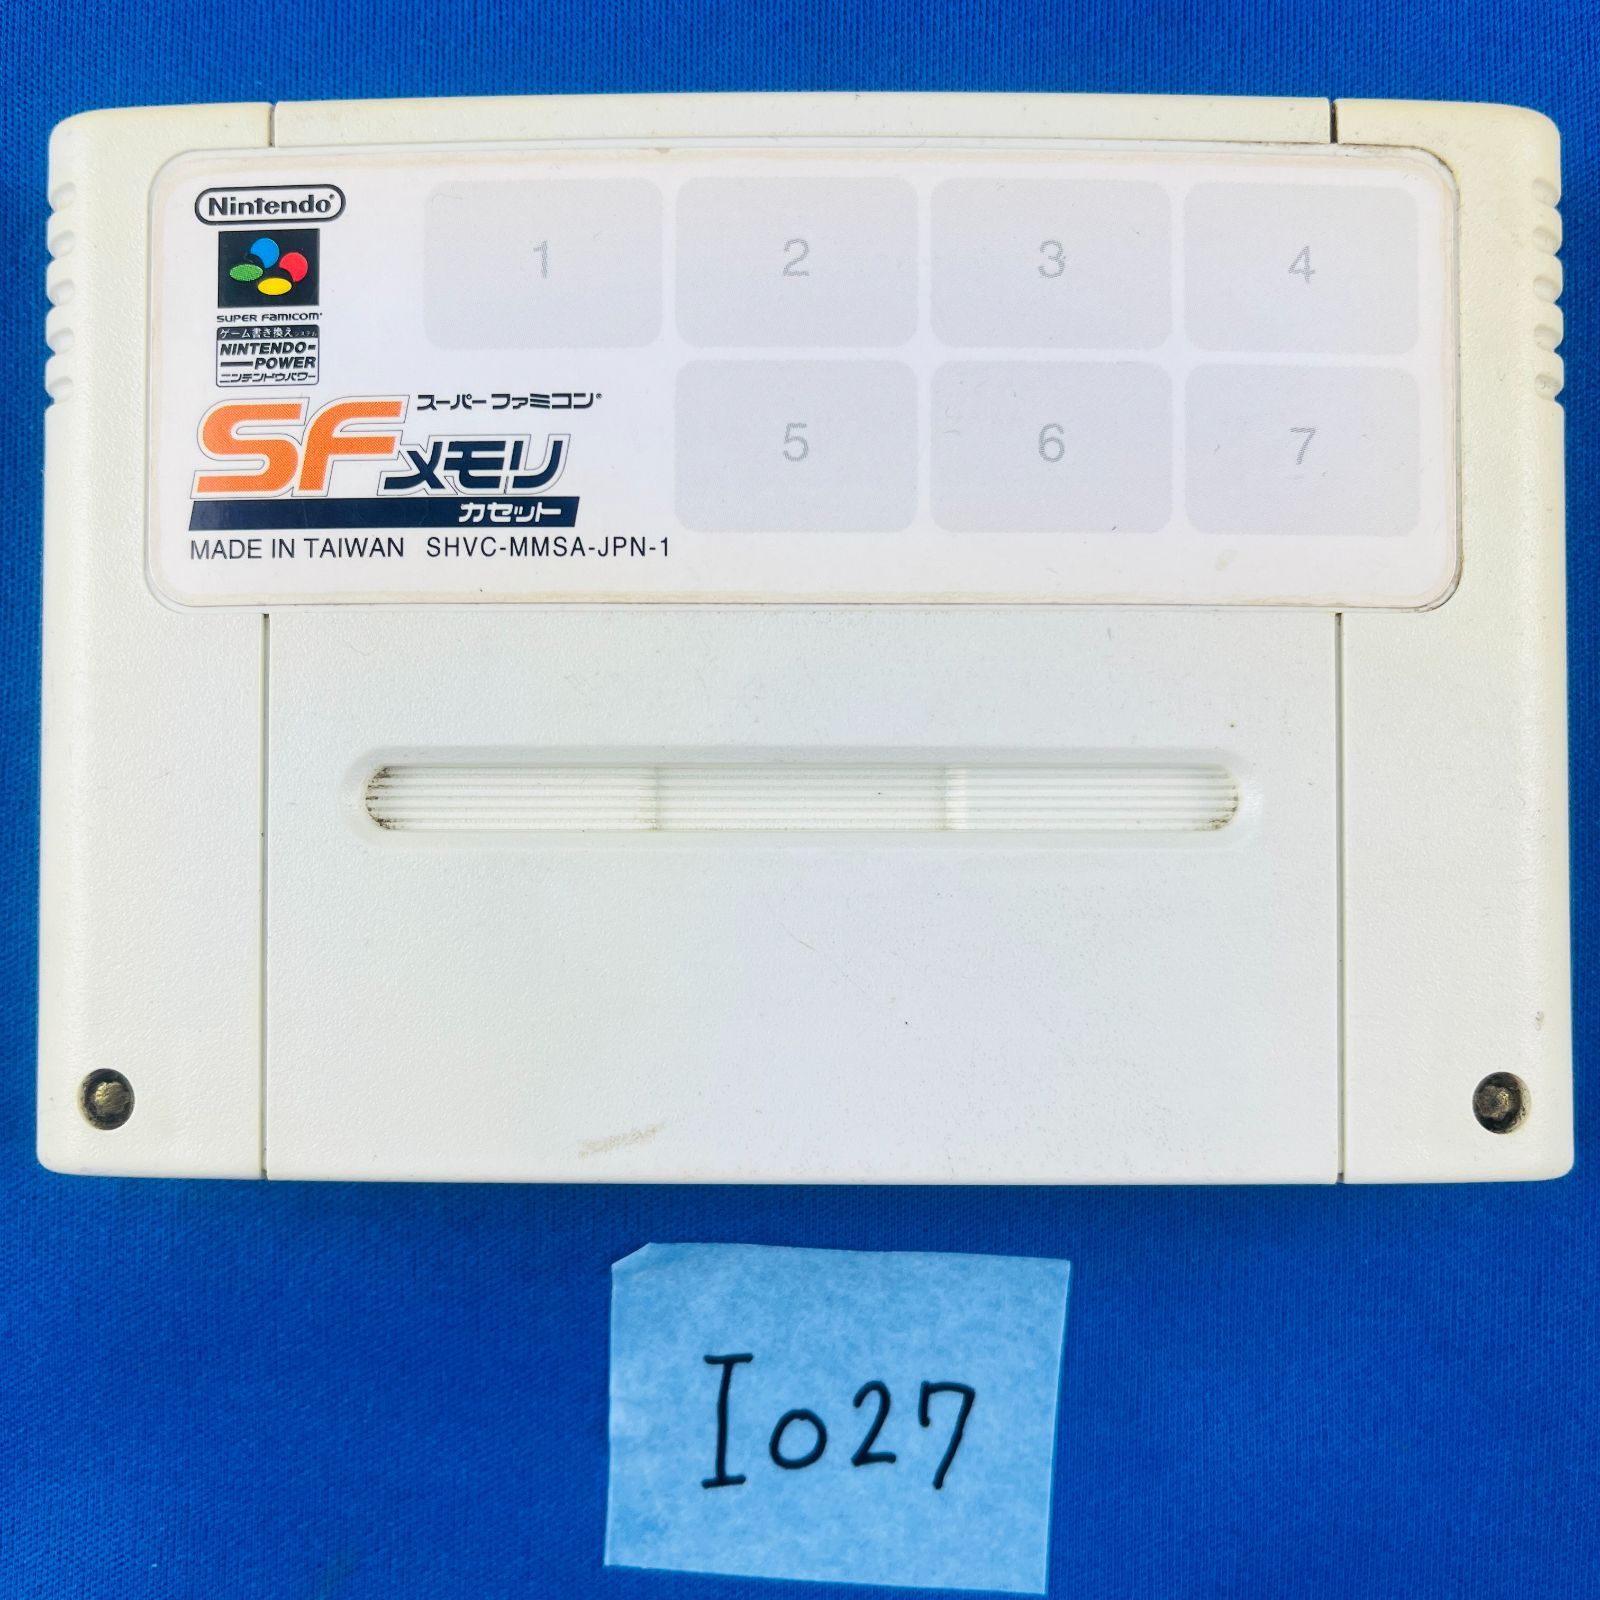 Nintendo®
1 2 3 4
SUPER FAMICOM
ゲーム書き換えシステム
NINTENDO-
POWER
ニンテンドウパワー
スーパーファミコン®
SFメモリ
5 6 7
カセット
MADE IN TAIWAN SHVC-MMSA-JPN-1
I027